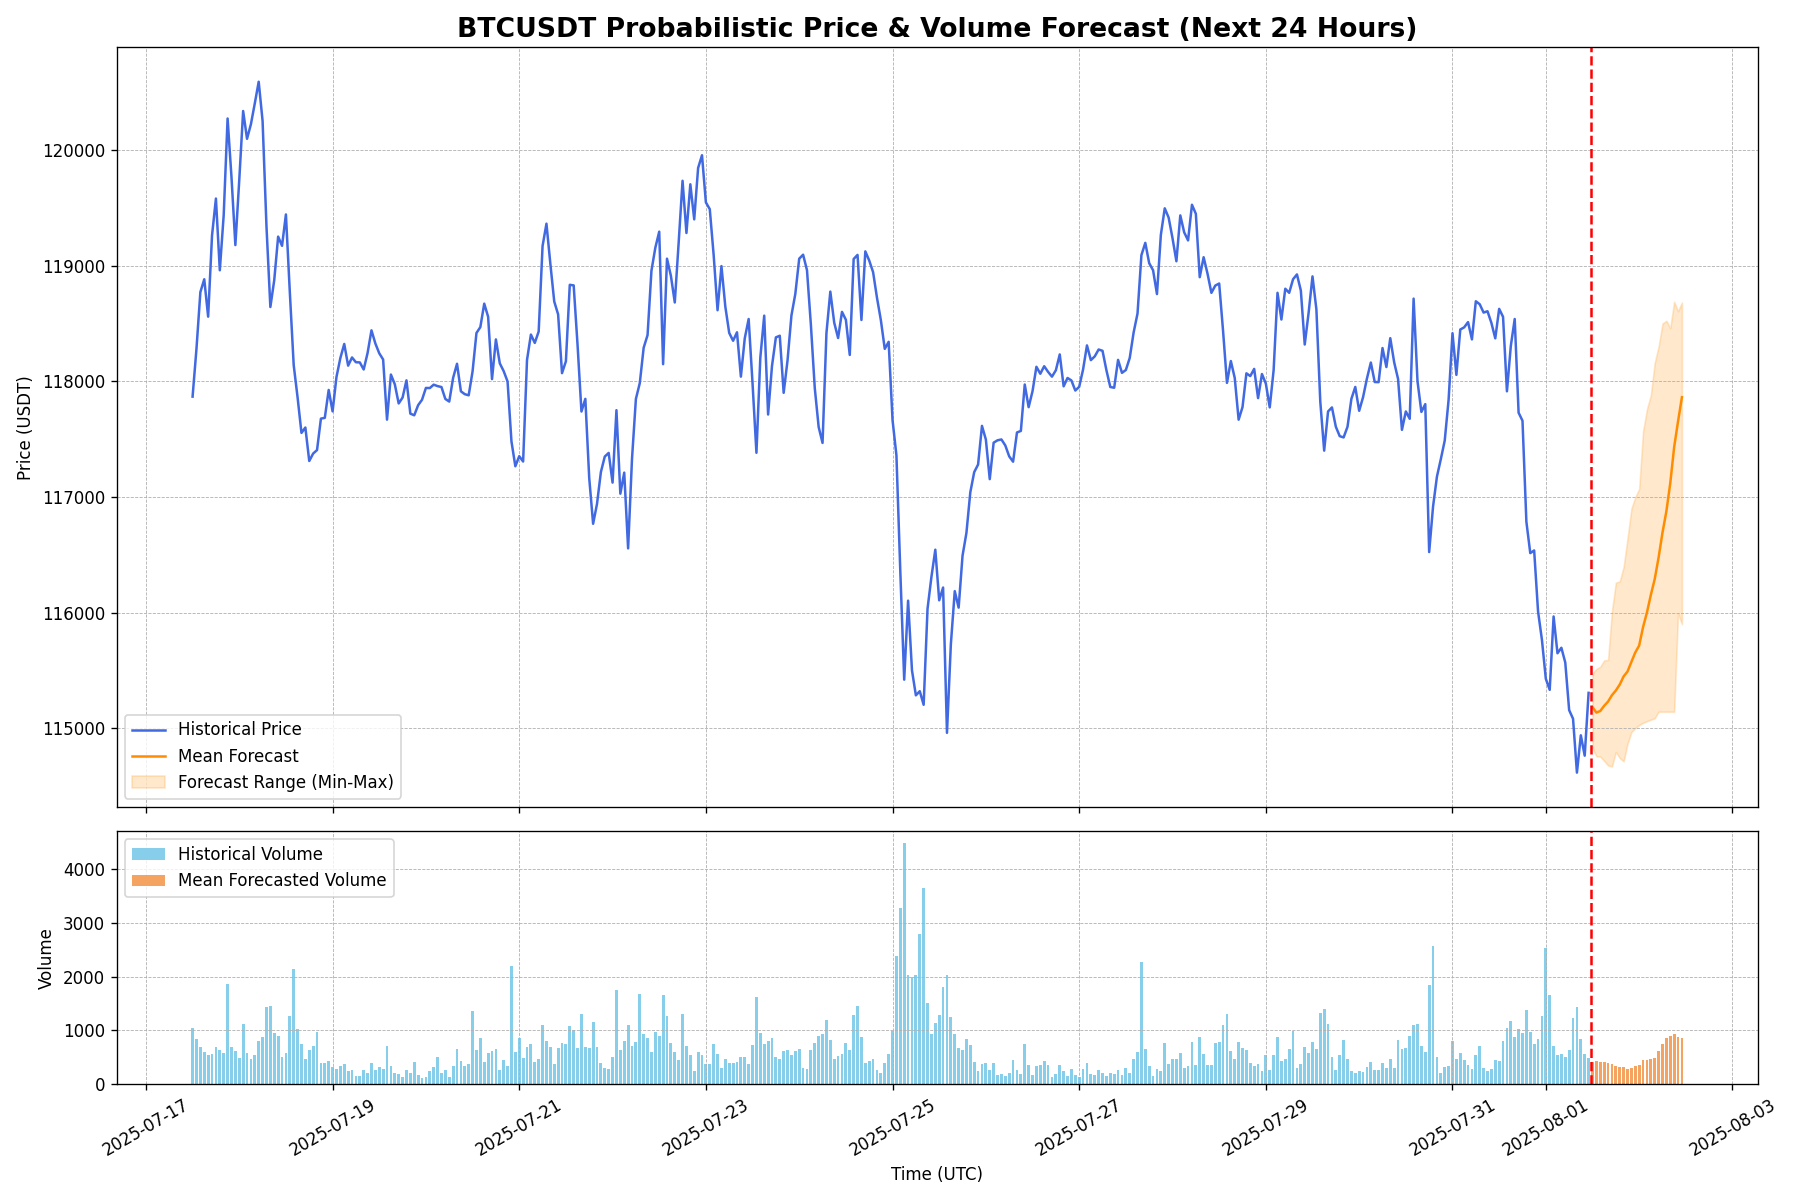 BTCUSDT Probabilistic Price & Volume Forecast (Next 24 Hours)
Price (USDT)
120000
119000
118000
117000
116000
115000
Historical Price
Mean Forecast
Forecast Range (Min-Max)
Volume
4000
3000
2000
1000
0
Historical Volume
Mean Forecasted Volume
2025-07-17
2025-07-19
2025-07-21
2025-07-23
2025-07-25
2025-07-27
2025-07-29
2025-07-31
2025-08-01
2025-08-03
Time (UTC)